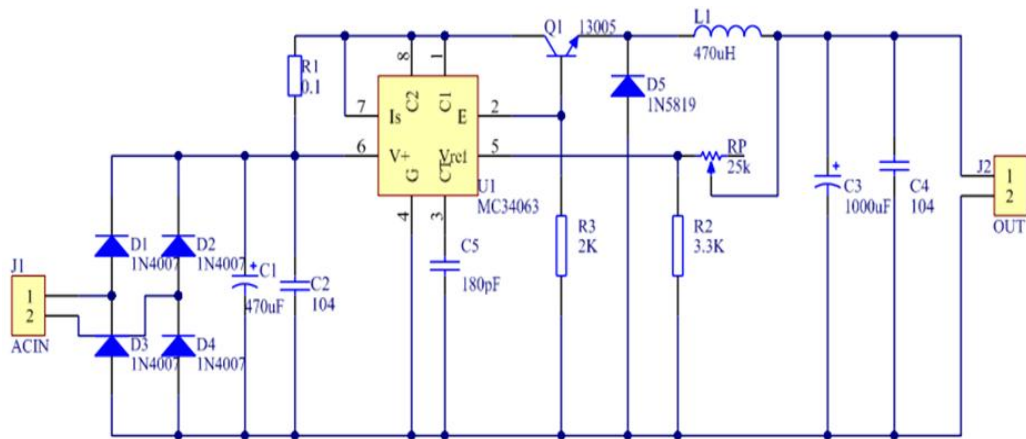 Q1
13005
L1
470uH
R1
0.1
8
1
C2
C1
7
Is
E
2
6
V+
Vref
5
G
CT
U1
MC34063
4
3
D5
1N5819
RP
25k
C5
180pF
R3
2K
R2
3.3K
C3
1000uF
C4
104
J2
1
2
OUT
D1
1N4007
D2
1N4007
C1
470uF
C2
104
J1
1
2
ACIN
D3
1N4007
D4
1N4007
+
+